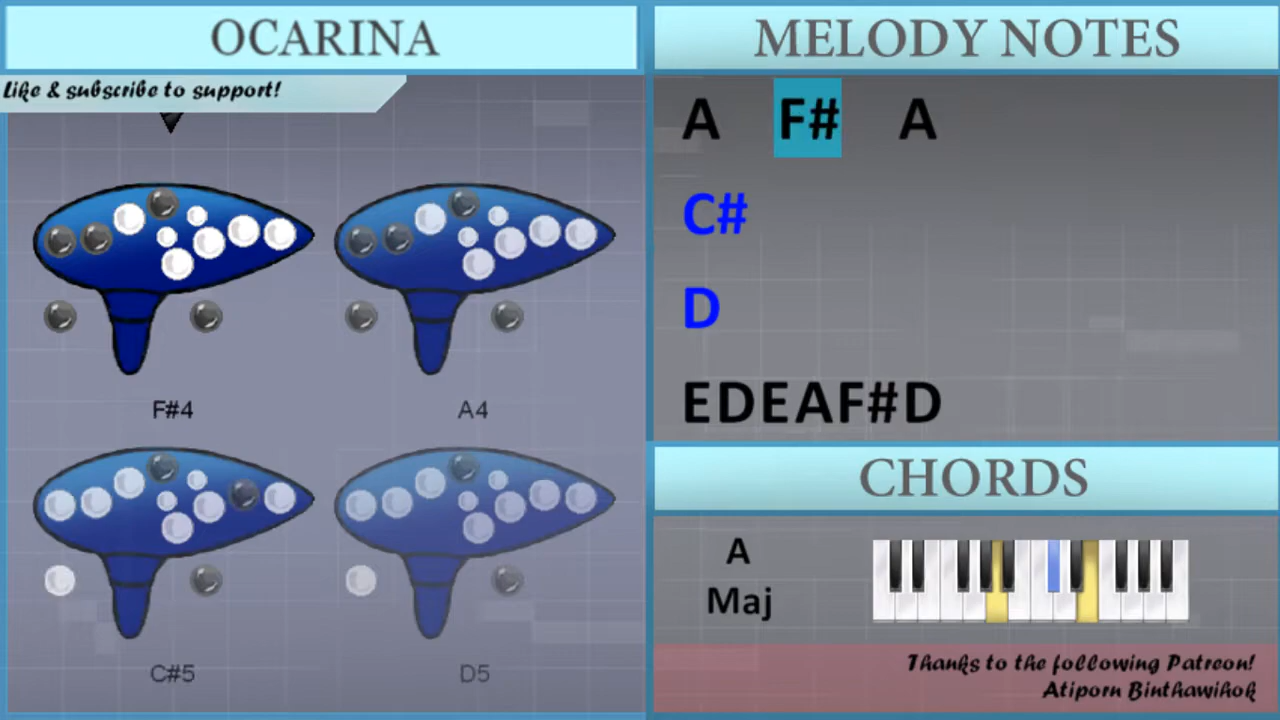 OCARINA
Like & subscribe to support!
F#4
A4
C#5
D5
MELODY NOTES
A F# A
C#
D
EDEAF#D
CHORDS
A
Maj
Thanks to the following Patreon!
Atiporn Binthawihok